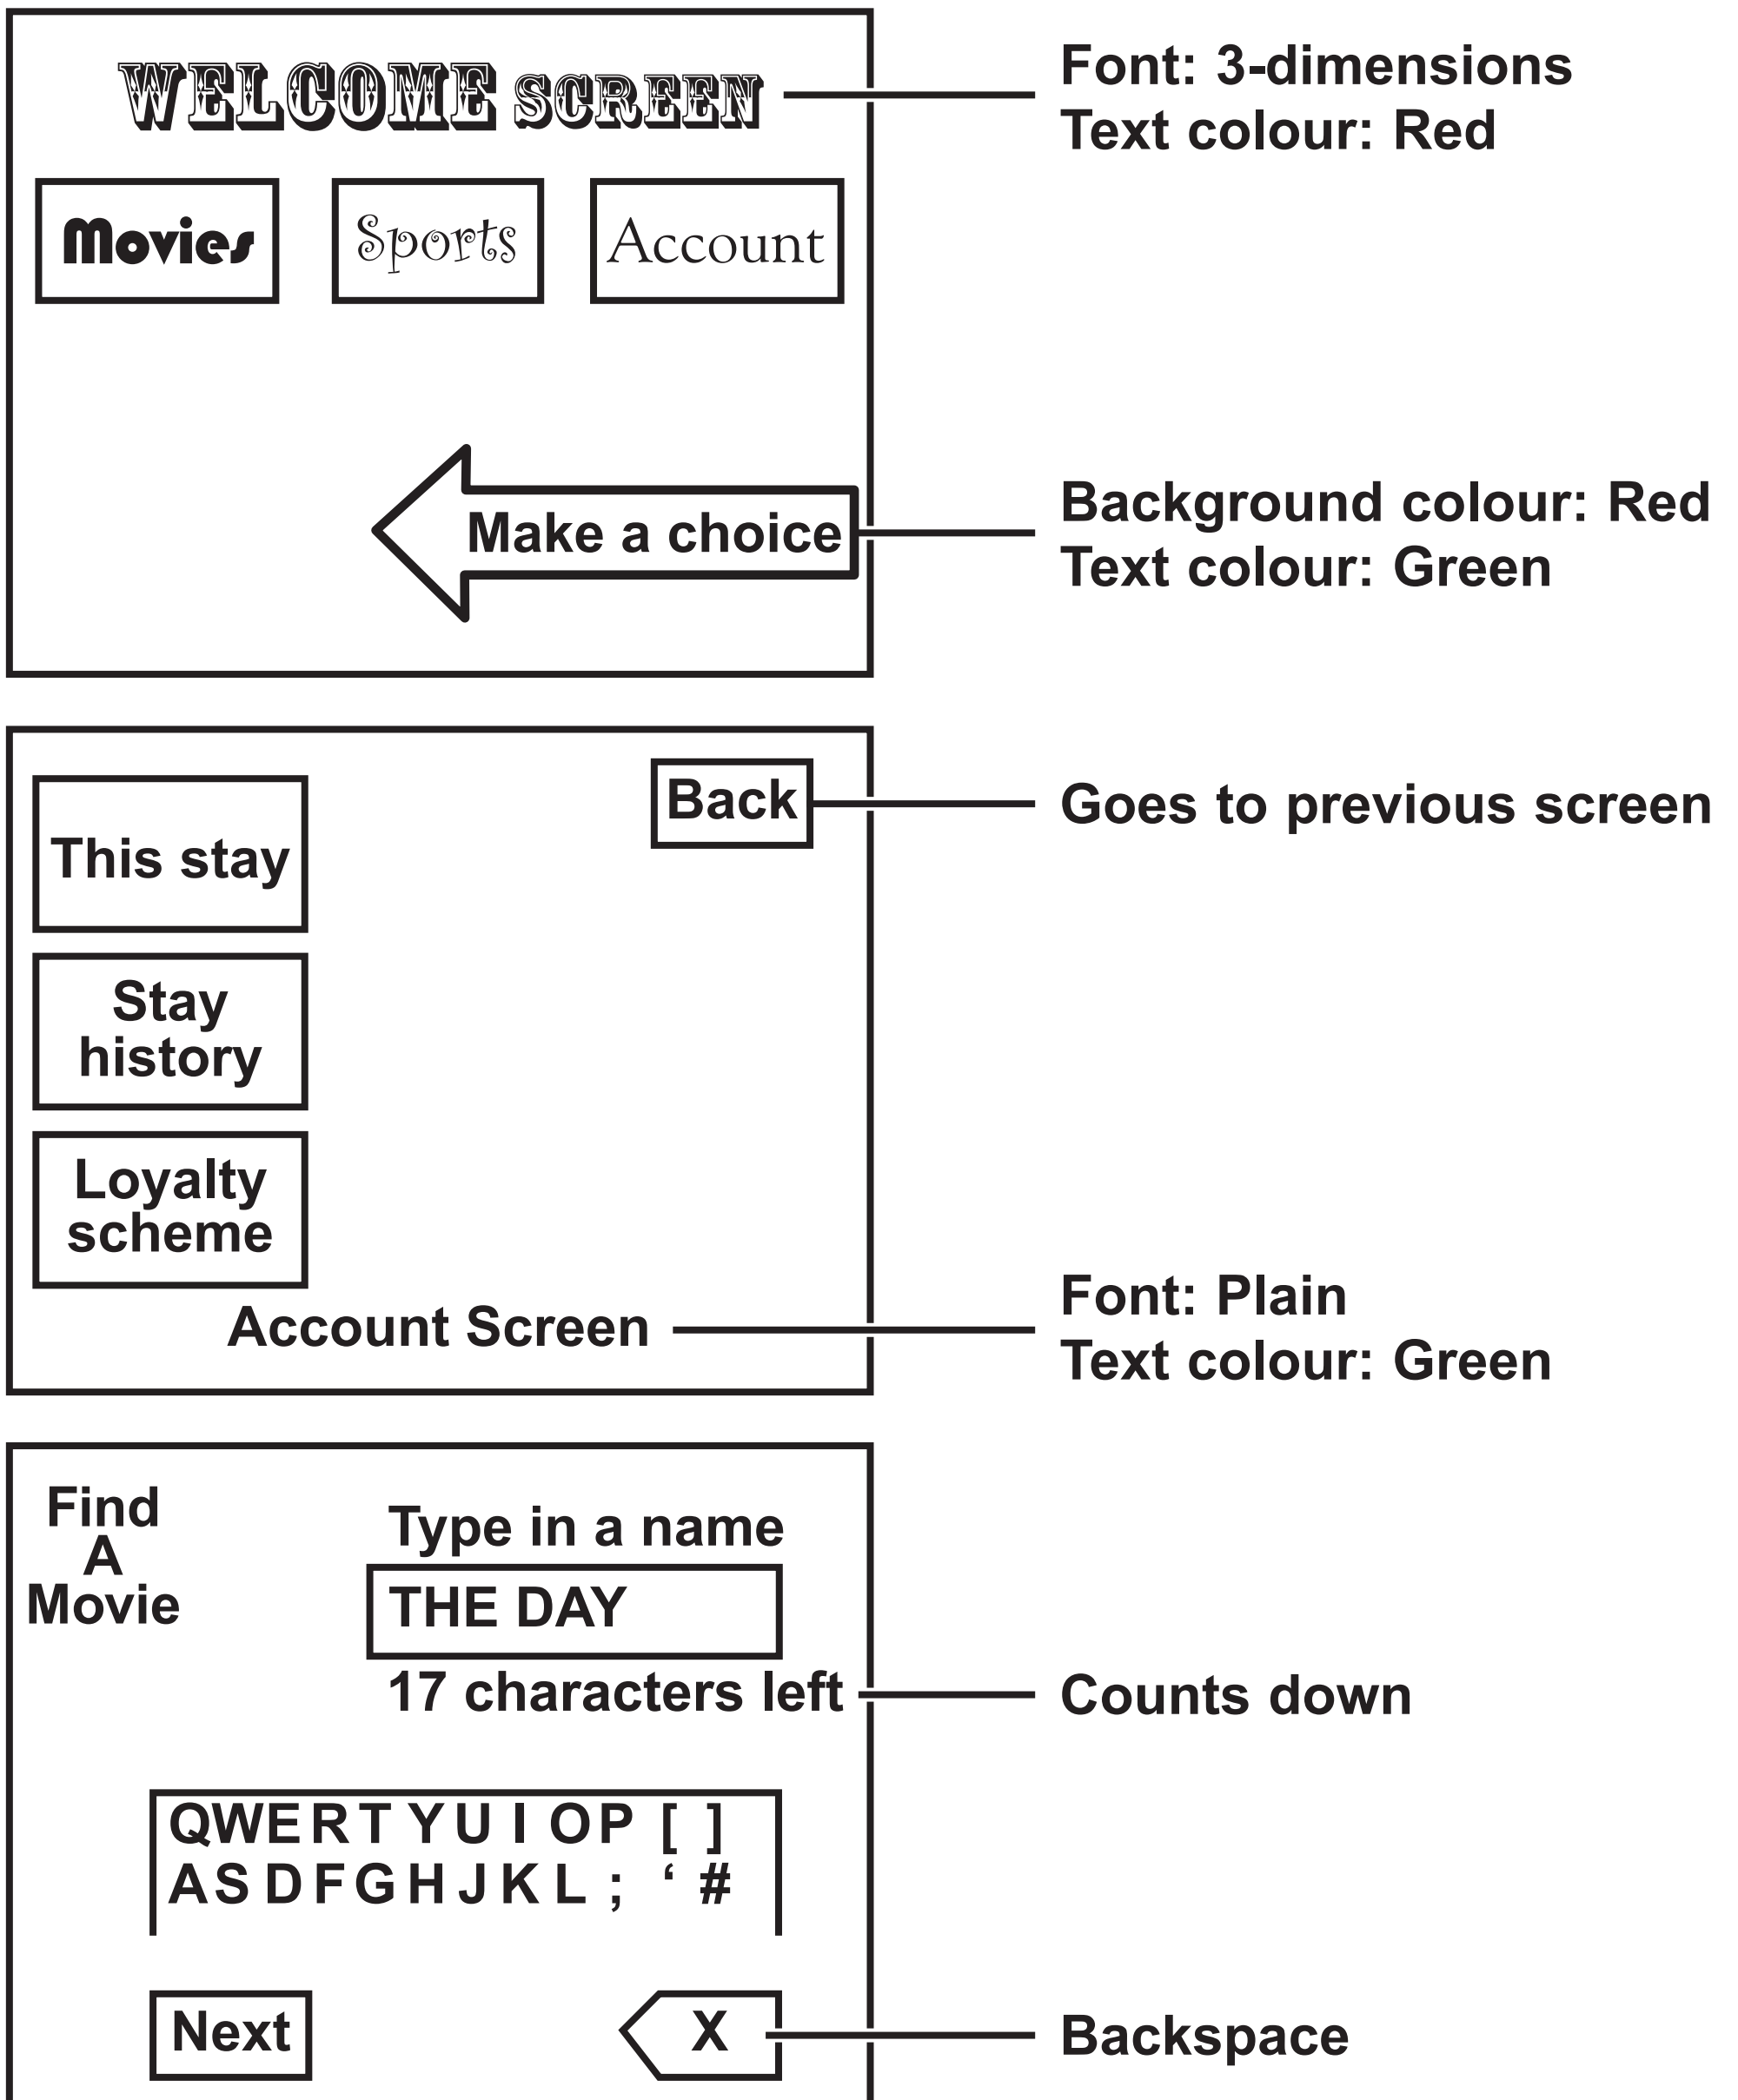 WELCOME SCREEN
Font: 3-dimensions
Text colour: Red
Movies
Sports
Account
Make a choice
Background colour: Red
Text colour: Green
Back
Goes to previous screen
This stay
Stay
history
Loyalty
scheme
Account Screen
Font: Plain
Text colour: Green
Find
A
Movie
Type in a name
THE DAY
17 characters left
Counts down
QWERTYUIOP[]
ASDFGHJKL;‘#
Next
X
Backspace